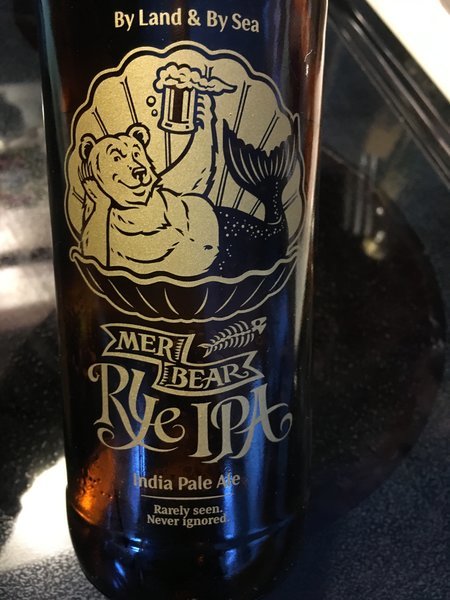 By Land & By Sea
MER
BEAR
Rye IPA
India Pale Ale
Rarely seen.
Never ignored.